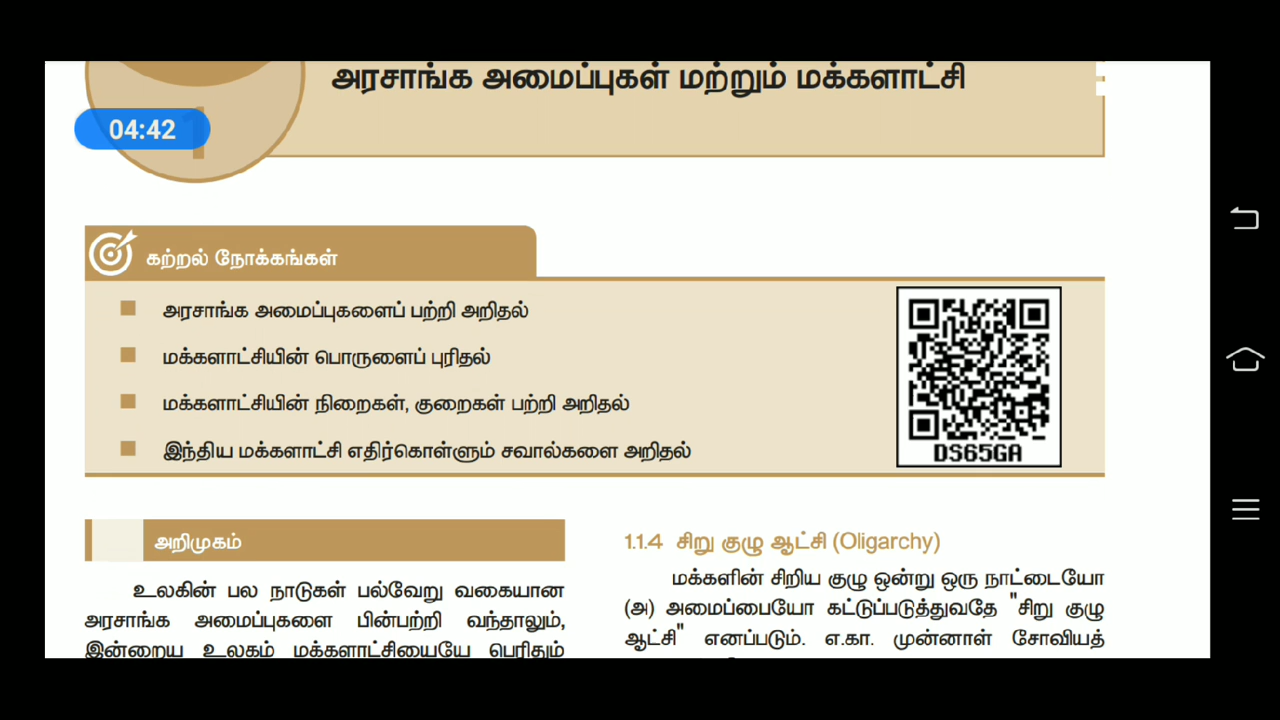 அரசாங்க அமைப்புகள் மற்றும் மக்களாட்சி
1
04:42
கற்றல் நோக்கங்கள்
அரசாங்க அமைப்புகளைப் பற்றி அறிதல்
மக்களாட்சியின் பொருளைப் புரிதல்
மக்களாட்சியின் நிறைகள், குறைகள் பற்றி அறிதல்
இந்திய மக்களாட்சி எதிர்கொள்ளும் சவால்களை அறிதல்
DS65GA
அறிமுகம்
உலகின் பல நாடுகள் பல்வேறு வகையான
அரசாங்க அமைப்புகளை பின்பற்றி வந்தாலும்,
இன்றைய உலகம் மக்களாட்சியையே பெரிதும்
1.1.4 சிறு குழு ஆட்சி (Oligarchy)
மக்களின் சிறிய குழு ஒன்று ஒரு நாட்டையோ
(அ) அமைப்பையோ கட்டுப்படுத்துவதே "சிறு குழு
ஆட்சி" எனப்படும். எ.கா. முன்னாள் சோவியத்